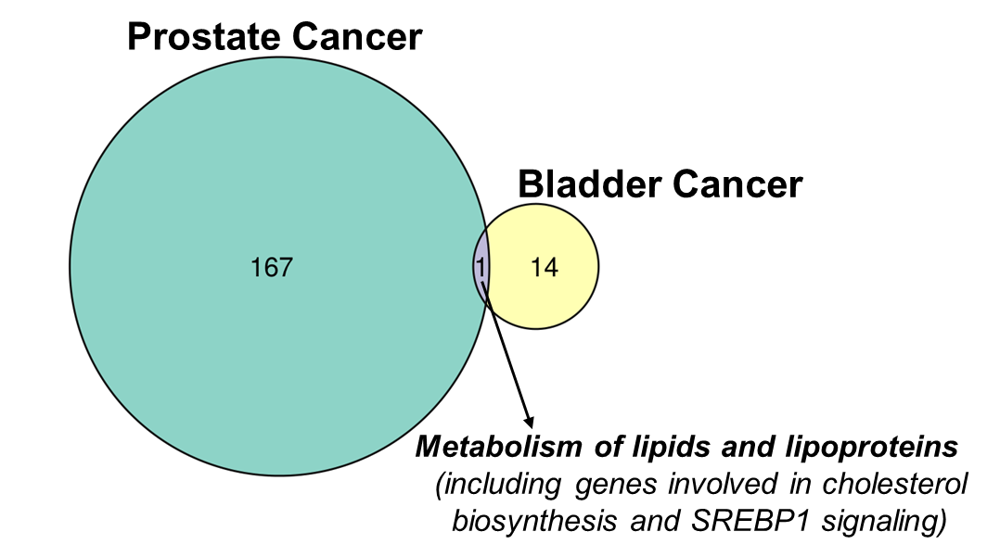 Prostate Cancer
Bladder Cancer
167
1
14
Metabolism of lipids and lipoproteins
(including genes involved in cholesterol
biosynthesis and SREBP1 signaling)